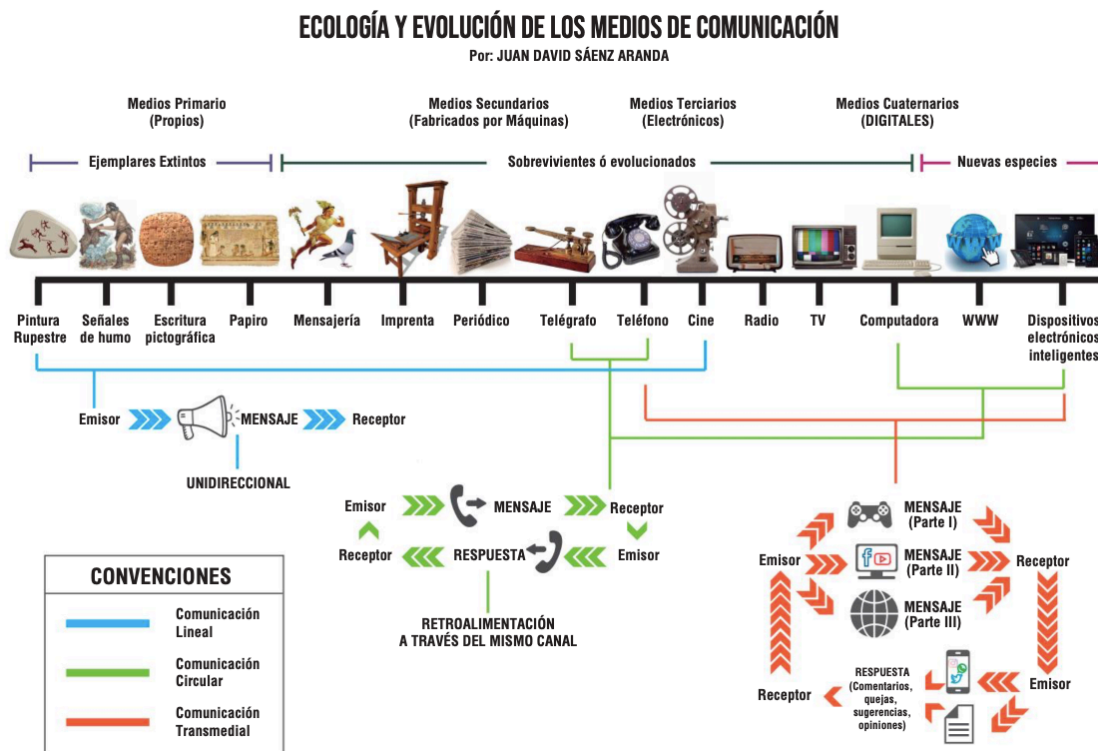 ECOLOGÍA Y EVOLUCIÓN DE LOS MEDIOS DE COMUNICACIÓN
Por: JUAN DAVID SÁENZ ARANDA
Medios Primario
(Propios)
Medios Secundarios
(Fabricados por Máquinas)
Medios Terciarios
(Electrónicos)
Medios Cuaternarios
(DIGITALES)
Ejemplares Extintos
Sobrevivientes ó evolucionados
Nuevas especies
WWW
Pintura
Rupestre
Señales
de humo
Escritura
pictográfica
Papiro
Mensajería
Imprenta
Periódico
Telégrafo
Teléfono
Cine
Radio
TV
Computadora
WWW
Dispositivos
electrónicos
inteligentes
Emisor
MENSAJE
Receptor
UNIDIRECCIONAL
Emisor
MENSAJE
Receptor
Receptor
RESPUESTA
Emisor
RETROALIMENTACIÓN
A TRAVÉS DEL MISMO CANAL
MENSAJE
(Parte I)
Emisor
MENSAJE
(Parte II)
Receptor
MENSAJE
(Parte III)
Receptor
RESPUESTA
(Comentarios,
quejas,
sugerencias,
opiniones)
Emisor
CONVENCIONES
Comunicación
Lineal
Comunicación
Circular
Comunicación
Transmedial